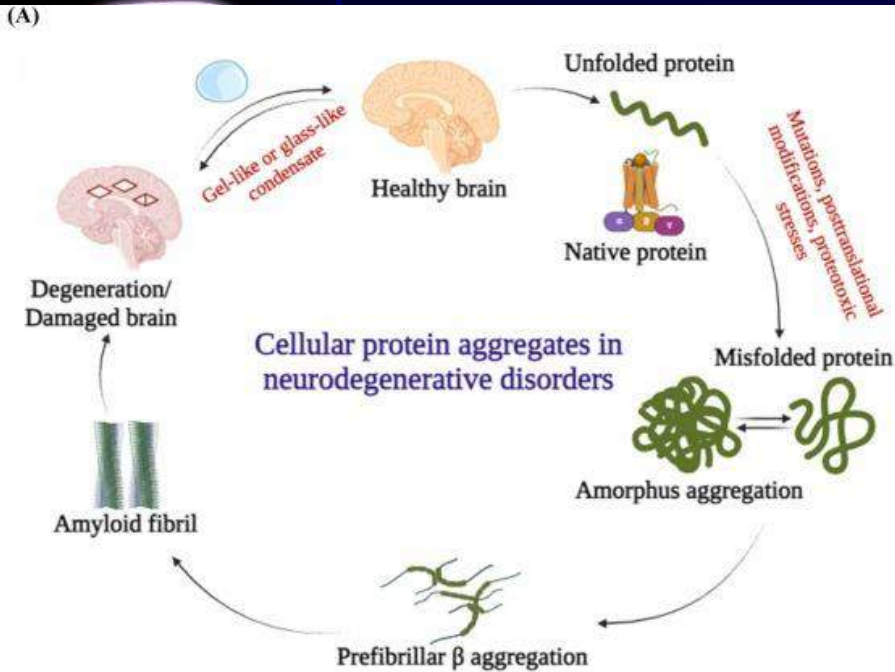 (A)
Unfolded protein
Gel-like or glass-like
condensate
Healthy brain
Native protein
Mutations, posttranslational
modifications, proteotoxic
stresses
Degeneration/
Damaged brain
Cellular protein aggregates in
neurodegenerative disorders
Misfolded protein
Amorphus aggregation
Amyloid fibril
Prefibrillar β aggregation